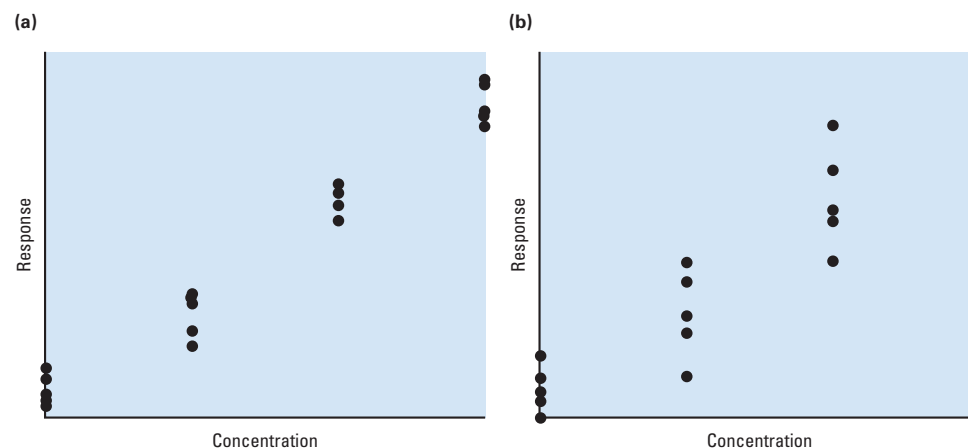 (a)
Response
Concentration
(b)
Response
Concentration